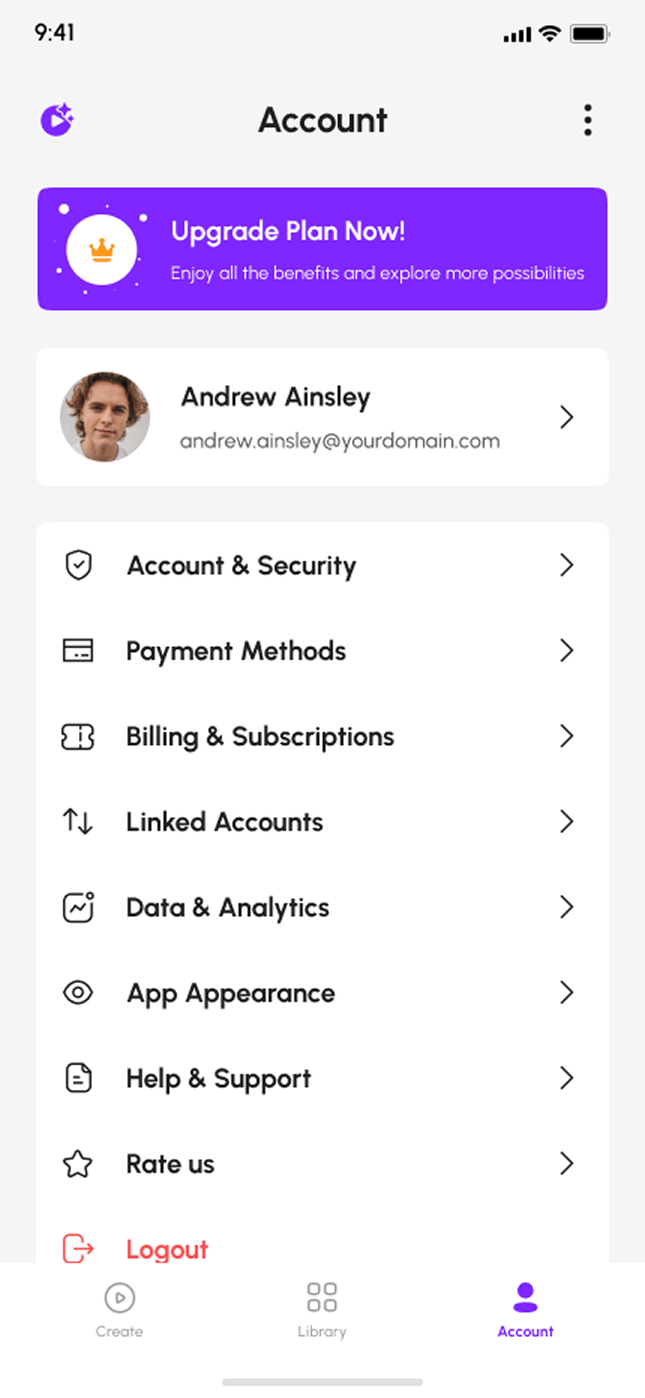 9:41
Account
Upgrade Plan Now!
Enjoy all the benefits and explore more possibilities
Andrew Ainsley
andrew.ainsley@yourdomain.com
Account & Security
Payment Methods
Billing & Subscriptions
Linked Accounts
Data & Analytics
App Appearance
Help & Support
Rate us
Logout
Create
Library
Account